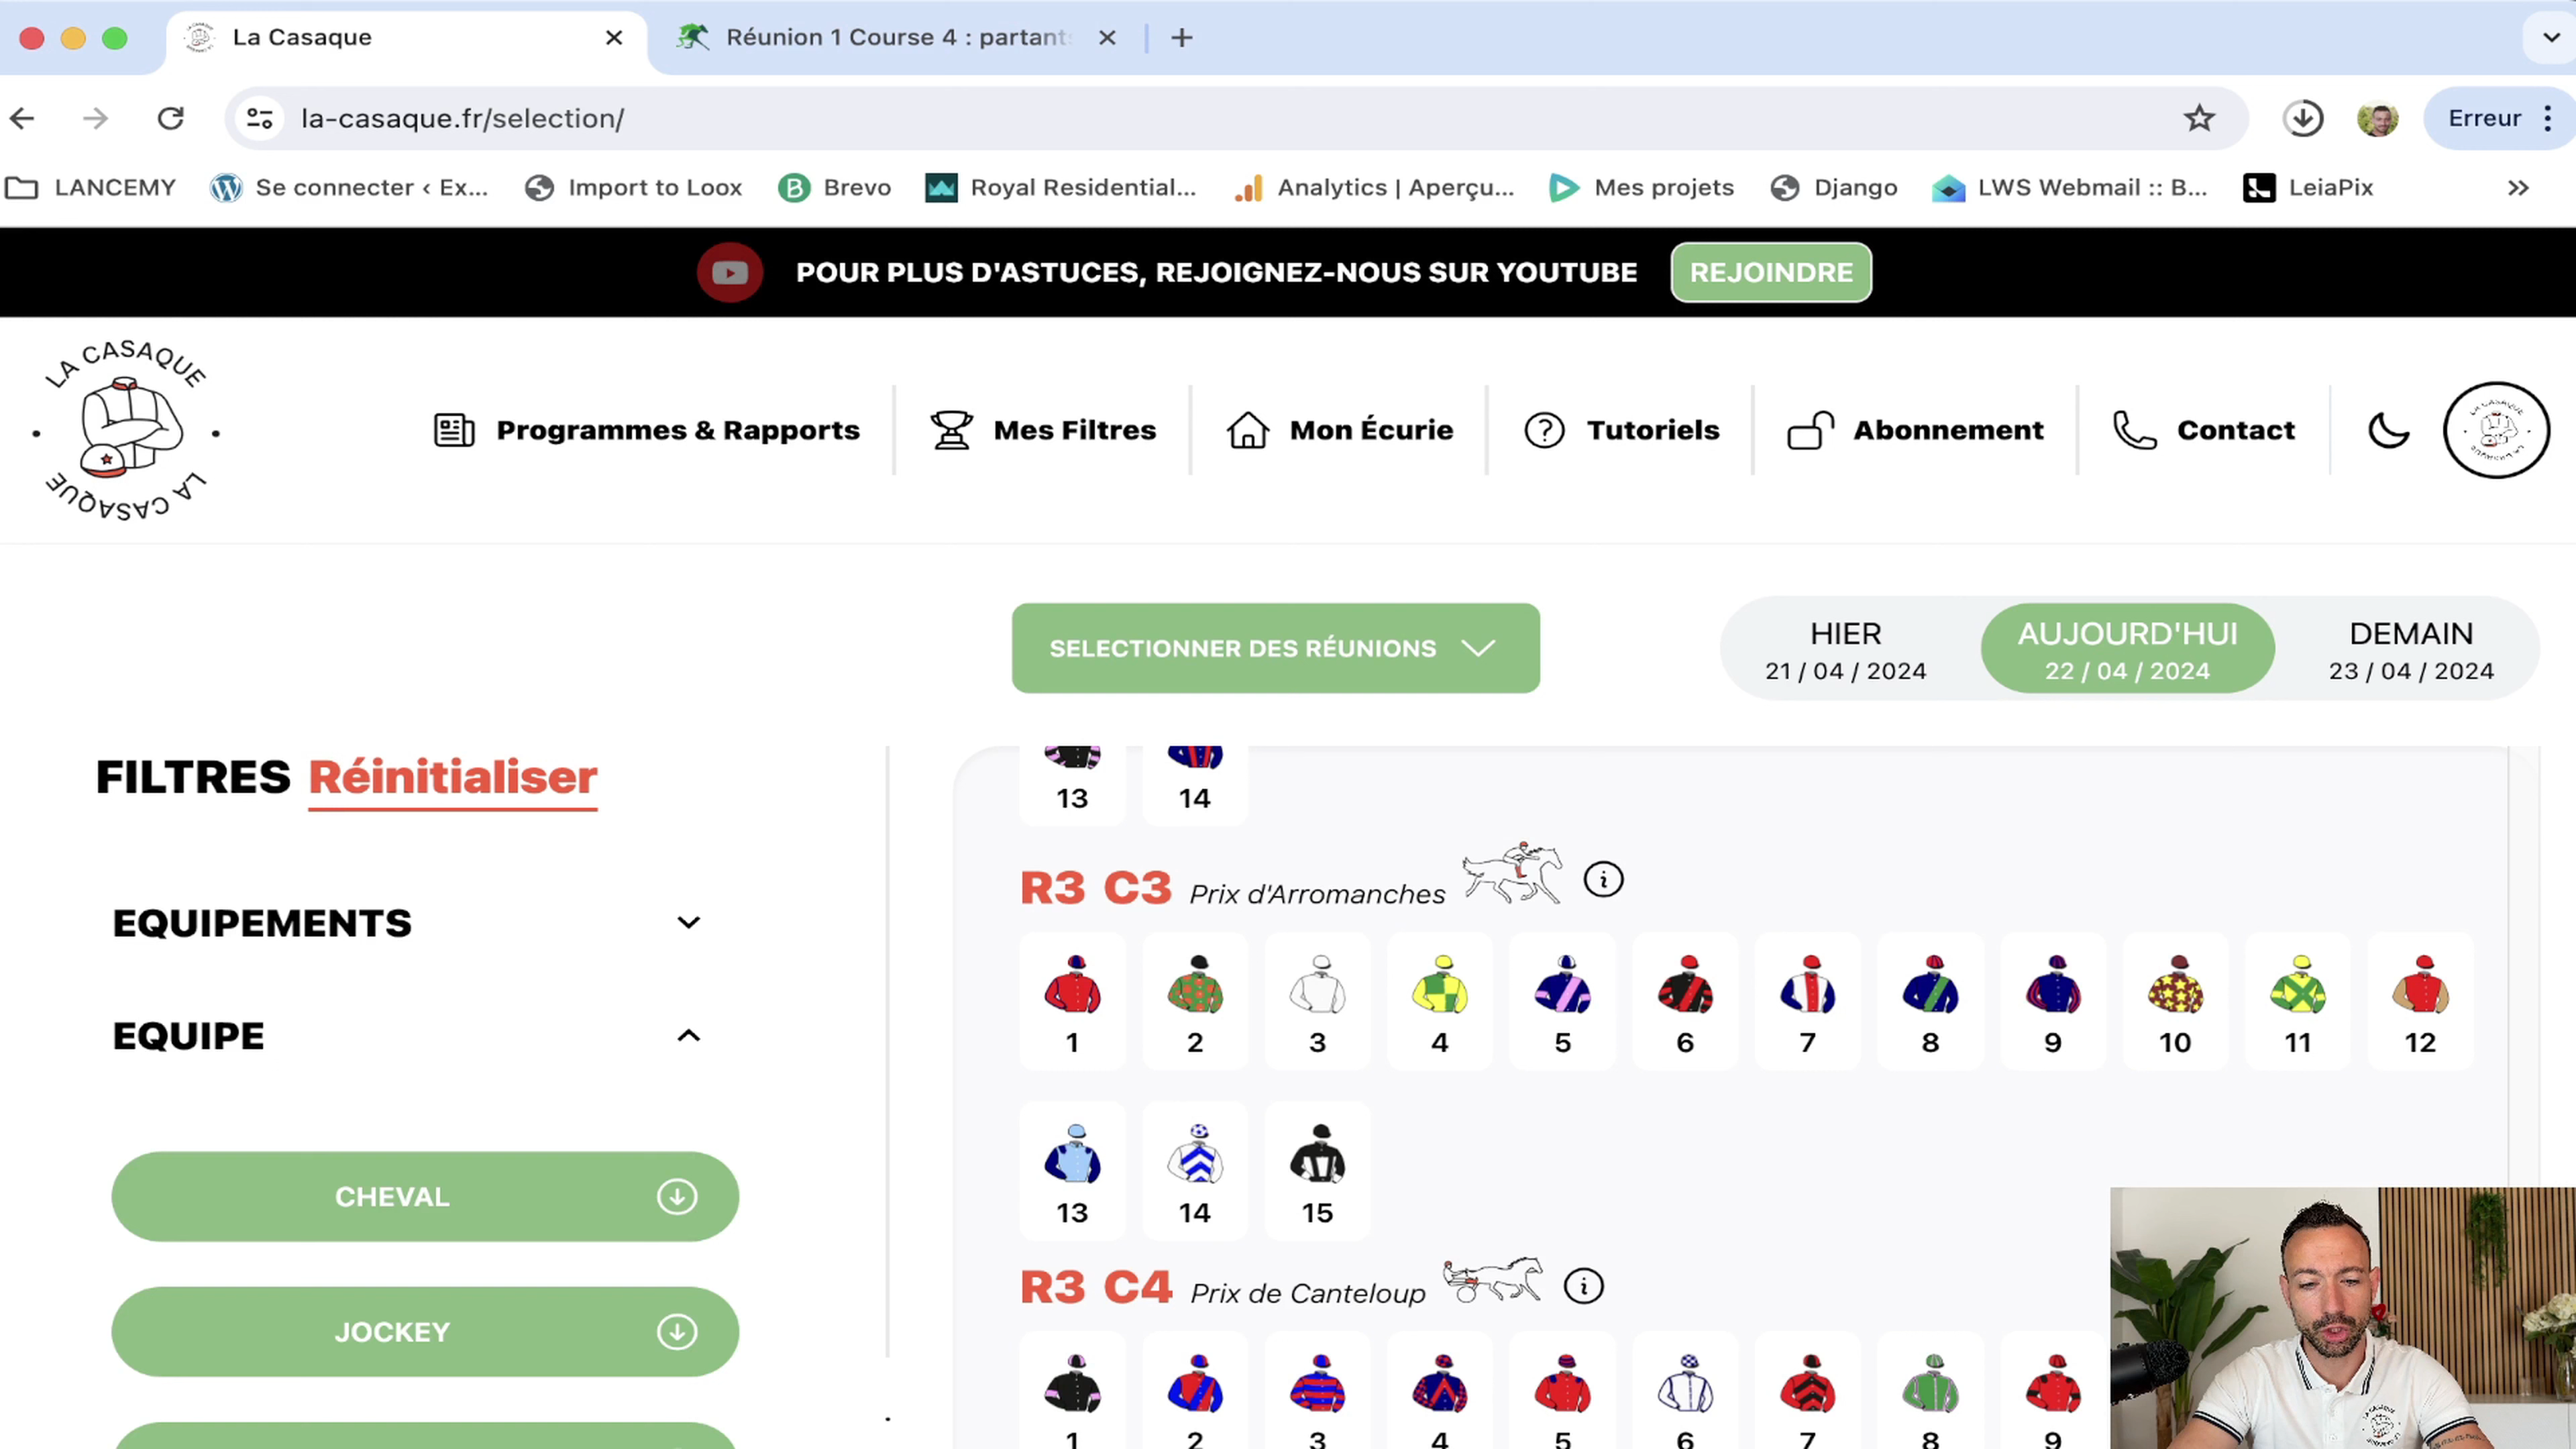 La Casaque
Réunion 1 Course 4 : partants
la-casaque.fr/selection/
Erreur
LANCEMY
Se connecter ‹ Ex...
Import to Loox
Brevo
Royal Residential...
Analytics | Aperçu...
Mes projets
Django
LWS Webmail :: B...
LeiaPix
POUR PLUS D'ASTUCES, REJOIGNEZ-NOUS SUR YOUTUBE
REJOINDRE
LA CASAQUE
LA CASAQUE
Programmes & Rapports
Mes Filtres
Mon Écurie
Tutoriels
Abonnement
Contact
SELECTIONNER DES RÉUNIONS
HIER
21 / 04 / 2024
AUJOURD'HUI
22 / 04 / 2024
DEMAIN
23 / 04 / 2024
FILTRES Réinitialiser
EQUIPEMENTS
EQUIPE
CHEVAL
JOCKEY
13 14
R3 C3 Prix d'Arromanches
1 2 3 4 5 6 7 8 9 10 11 12
13 14 15
R3 C4 Prix de Canteloup
1 2 3 4 5 6 7 8 9